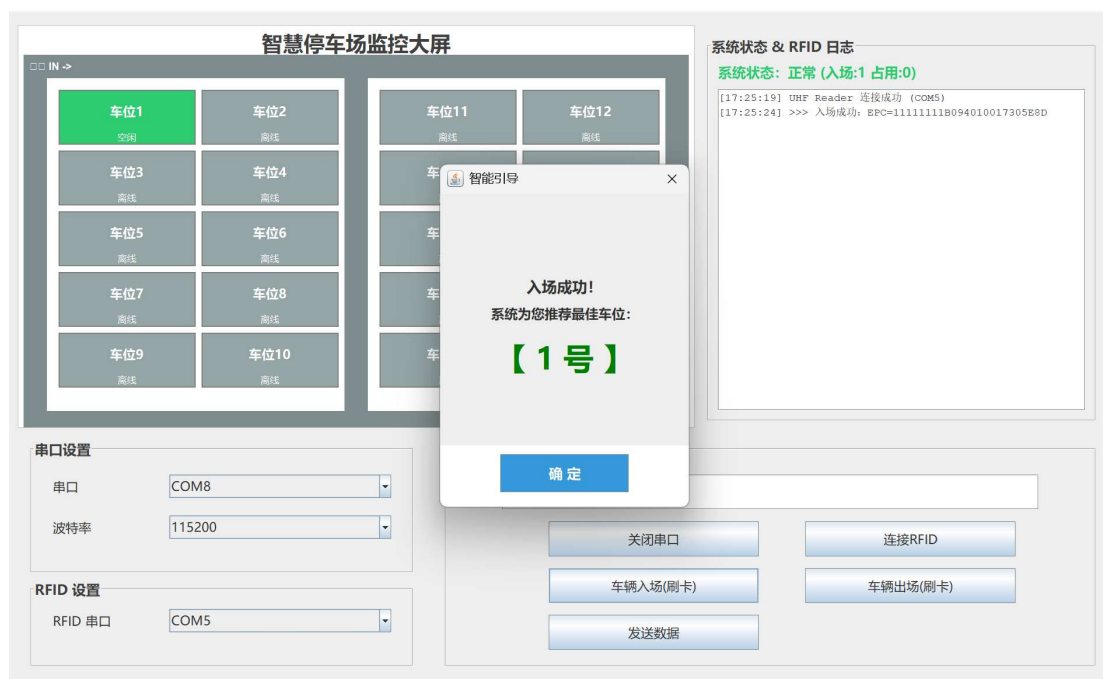 智慧停车场监控大屏
□□ IN ->
车位1
空闲
车位2
离线
车位11
离线
车位12
离线
车位3
离线
车位4
离线
车
车位5
离线
车位6
离线
车
车位7
离线
车位8
离线
车
车位9
离线
车位10
离线
车
系统状态 & RFID 日志
系统状态：正常 (入场:1 占用:0)
[17:25:19] UHF Reader 连接成功 (COM5)
[17:25:24] >>> 入场成功: EPC=11111111B094010017305E8D
智能引导
入场成功！
系统为您推荐最佳车位：
【 1 号 】
确 定
串口设置
串口 COM8
波特率 115200
RFID 设置
RFID 串口 COM5
关闭串口
连接RFID
车辆入场(刷卡)
车辆出场(刷卡)
发送数据